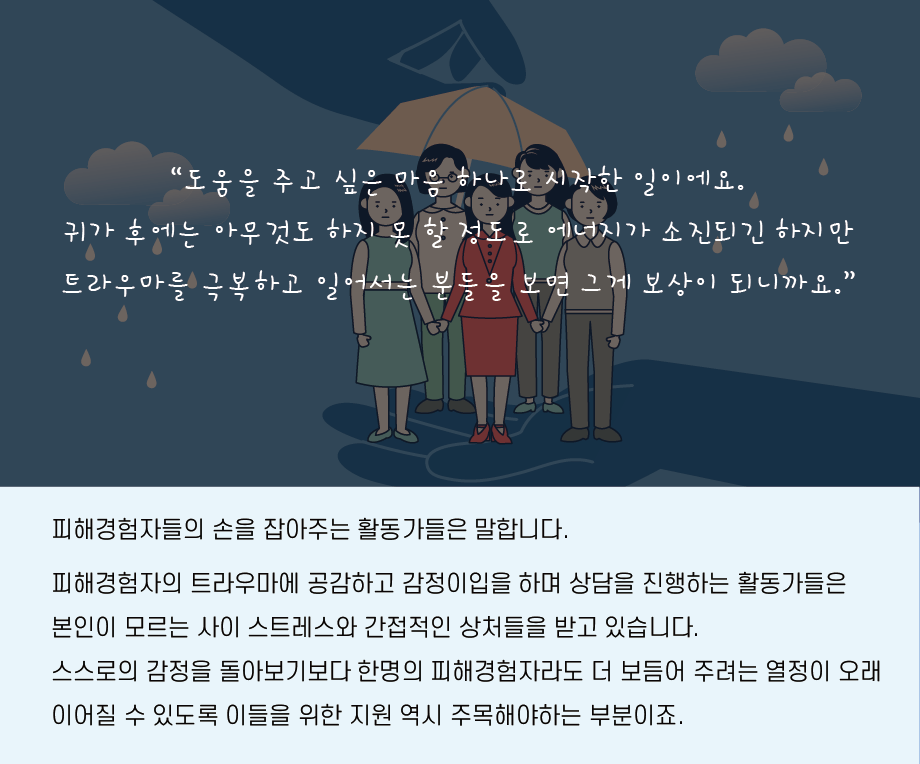 “도움을 주고 싶은 마음 하나로 시작한 일이에요.
귀가 후에는 아무것도 하지 못 할 정도로 에너지가 소진되긴 하지만
트라우마를 극복하고 일어서는 분들을 보면 그게 보상이 되니까요.”
피해경험자들의 손을 잡아주는 활동가들은 말합니다.
피해경험자의 트라우마에 공감하고 감정이입을 하며 상담을 진행하는 활동가들은
본인이 모르는 사이 스트레스와 간접적인 상처들을 받고 있습니다.
스스로의 감정을 돌아보기보다 한명의 피해경험자라도 더 보듬어 주려는 열정이 오래
이어질 수 있도록 이들을 위한 지원 역시 주목해야하는 부분이죠.